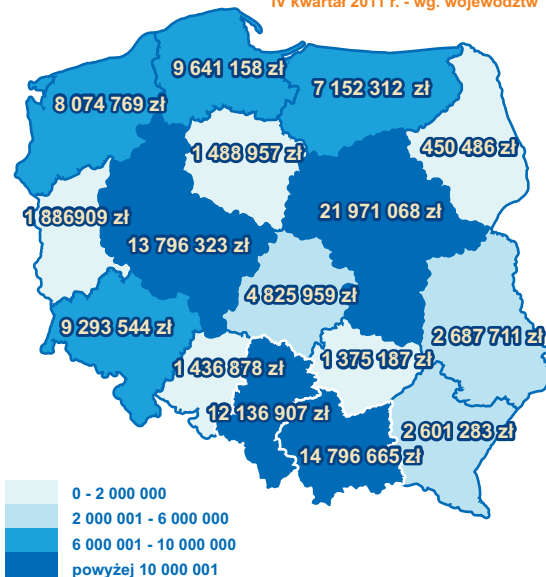 IV kwartał 2011 r. - wg. województw
9 641 158 zł
7 152 312 zł
8 074 769 zł
450 486 zł
1 488 957 zł
21 971 068 zł
1 886909 zł
13 796 323 zł
4 825 959 zł
9 293 544 zł
2 687 711 zł
1 375 187 zł
1 436 878 zł
12 136 907 zł
2 601 283 zł
14 796 665 zł
0 - 2 000 000
2 000 001 - 6 000 000
6 000 001 - 10 000 000
powyżej 10 000 001